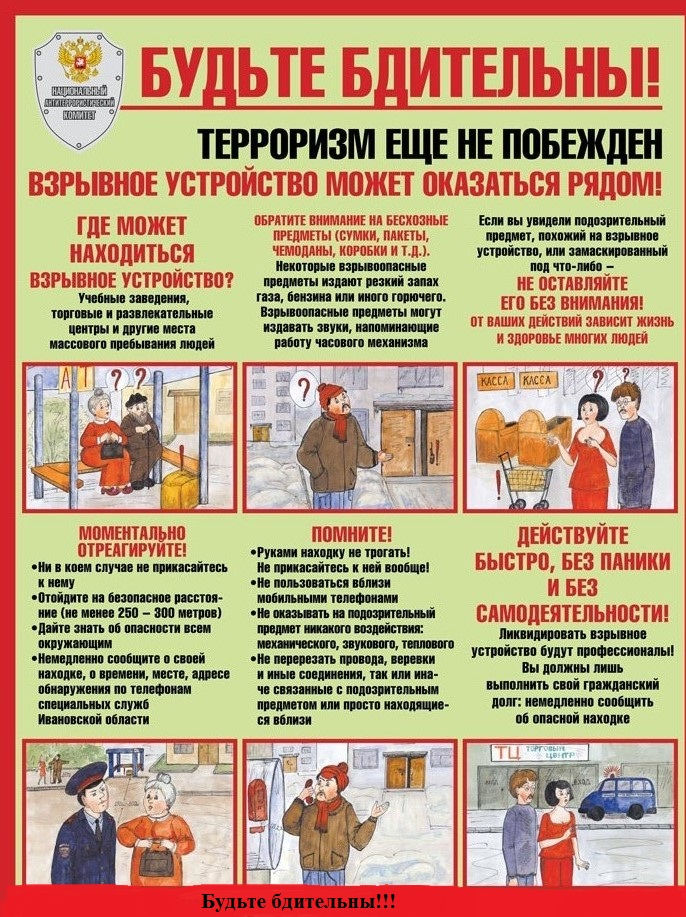 НАЦИОНАЛЬНЫЙ
АНТИТЕРРОРИСТИЧЕСКИЙ
КОМИТЕТ
БУДЬТЕ БДИТЕЛЬНЫ!
ТЕРРОРИЗМ ЕЩЕ НЕ ПОБЕЖДЕН
ВЗРЫВНОЕ УСТРОЙСТВО МОЖЕТ ОКАЗАТЬСЯ РЯДОМ!
ГДЕ МОЖЕТ
НАХОДИТЬСЯ
ВЗРЫВНОЕ УСТРОЙСТВО?
Учебные заведения,
торговые и развлекательные
центры и другие места
массового пребывания людей
ОБРАТИТЕ ВНИМАНИЕ НА БЕСХОЗНЫЕ
ПРЕДМЕТЫ (СУМКИ, ПАКЕТЫ,
ЧЕМОДАНЫ, КОРОБКИ И Т.Д.).
Некоторые взрывоопасные
предметы издают резкий запах
газа, бензина или иного горючего.
Взрывоопасные предметы могут
издавать звуки, напоминающие
работу часового механизма
Если вы увидели подозрительный
предмет, похожий на взрывное
устройство, или замаскированный
под что-либо –
НЕ ОСТАВЛЯЙТЕ
ЕГО БЕЗ ВНИМАНИЯ!
ОТ ВАШИХ ДЕЙСТВИЙ ЗАВИСИТ ЖИЗНЬ
И ЗДОРОВЬЕ МНОГИХ ЛЮДЕЙ
А Т ? ?
?
!
КАССА КАССА
? ?
!
МОМЕНТАЛЬНО
ОТРЕАГИРУЙТЕ!
•Ни в коем случае не прикасайтесь
к нему
•Отойдите на безопасное расстоя-
ние (не менее 250 – 300 метров)
•Дайте знать об опасности всем
окружающим
•Немедленно сообщите о своей
находке, о времени, месте, адресе
обнаружения по телефонам
специальных служб
Ивановской области
ПОМНИТЕ!
•Руками находку не трогать!
Не прикасайтесь к ней вообще!
•Не пользоваться вблизи
мобильными телефонами
•Не оказывать на подозрительный
предмет никакого воздействия:
механического, звукового, теплового
•Не перерезать провода, веревки
и иные соединения, так или ина-
че связанные с подозрительным
предметом или просто находящие-
ся вблизи
ДЕЙСТВУЙТЕ
БЫСТРО, БЕЗ ПАНИКИ
И БЕЗ
САМОДЕЯТЕЛЬНОСТИ!
Ликвидировать взрывное
устройство будут профессионалы!
Вы должны лишь
выполнить свой гражданский
долг: немедленно сообщить
об опасной находке
ТЦ ТОРГОВЫЙ
ЦЕНТР
ВХОД
Будьте бдительны!!!